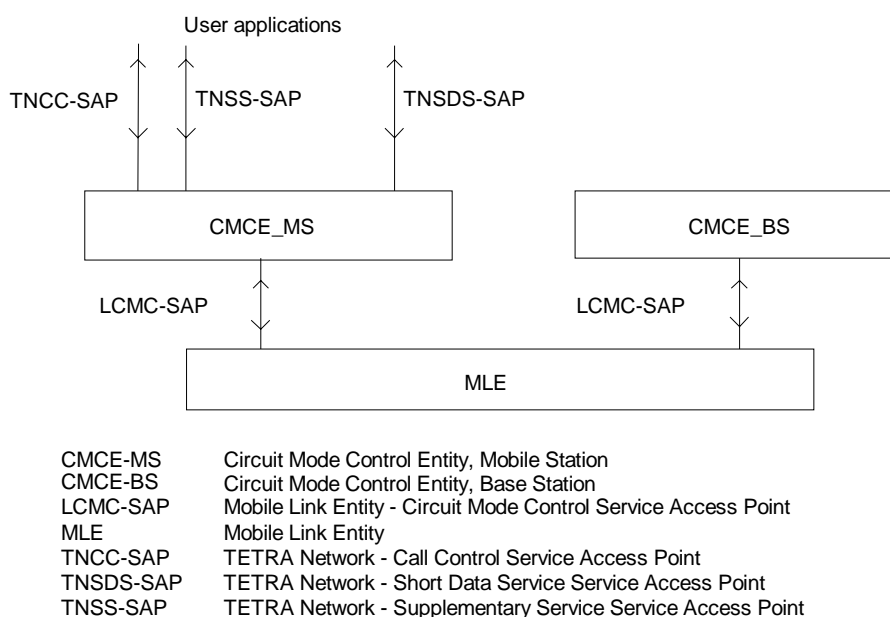 User applications
TNCC-SAP
TNSS-SAP
TNSDS-SAP
CMCE_MS
CMCE_BS
LCMC-SAP
LCMC-SAP
MLE
CMCE-MS Circuit Mode Control Entity, Mobile Station
CMCE-BS Circuit Mode Control Entity, Base Station
LCMC-SAP Mobile Link Entity - Circuit Mode Control Service Access Point
MLE Mobile Link Entity
TNCC-SAP TETRA Network - Call Control Service Access Point
TNSDS-SAP TETRA Network - Short Data Service Service Access Point
TNSS-SAP TETRA Network - Supplementary Service Service Access Point